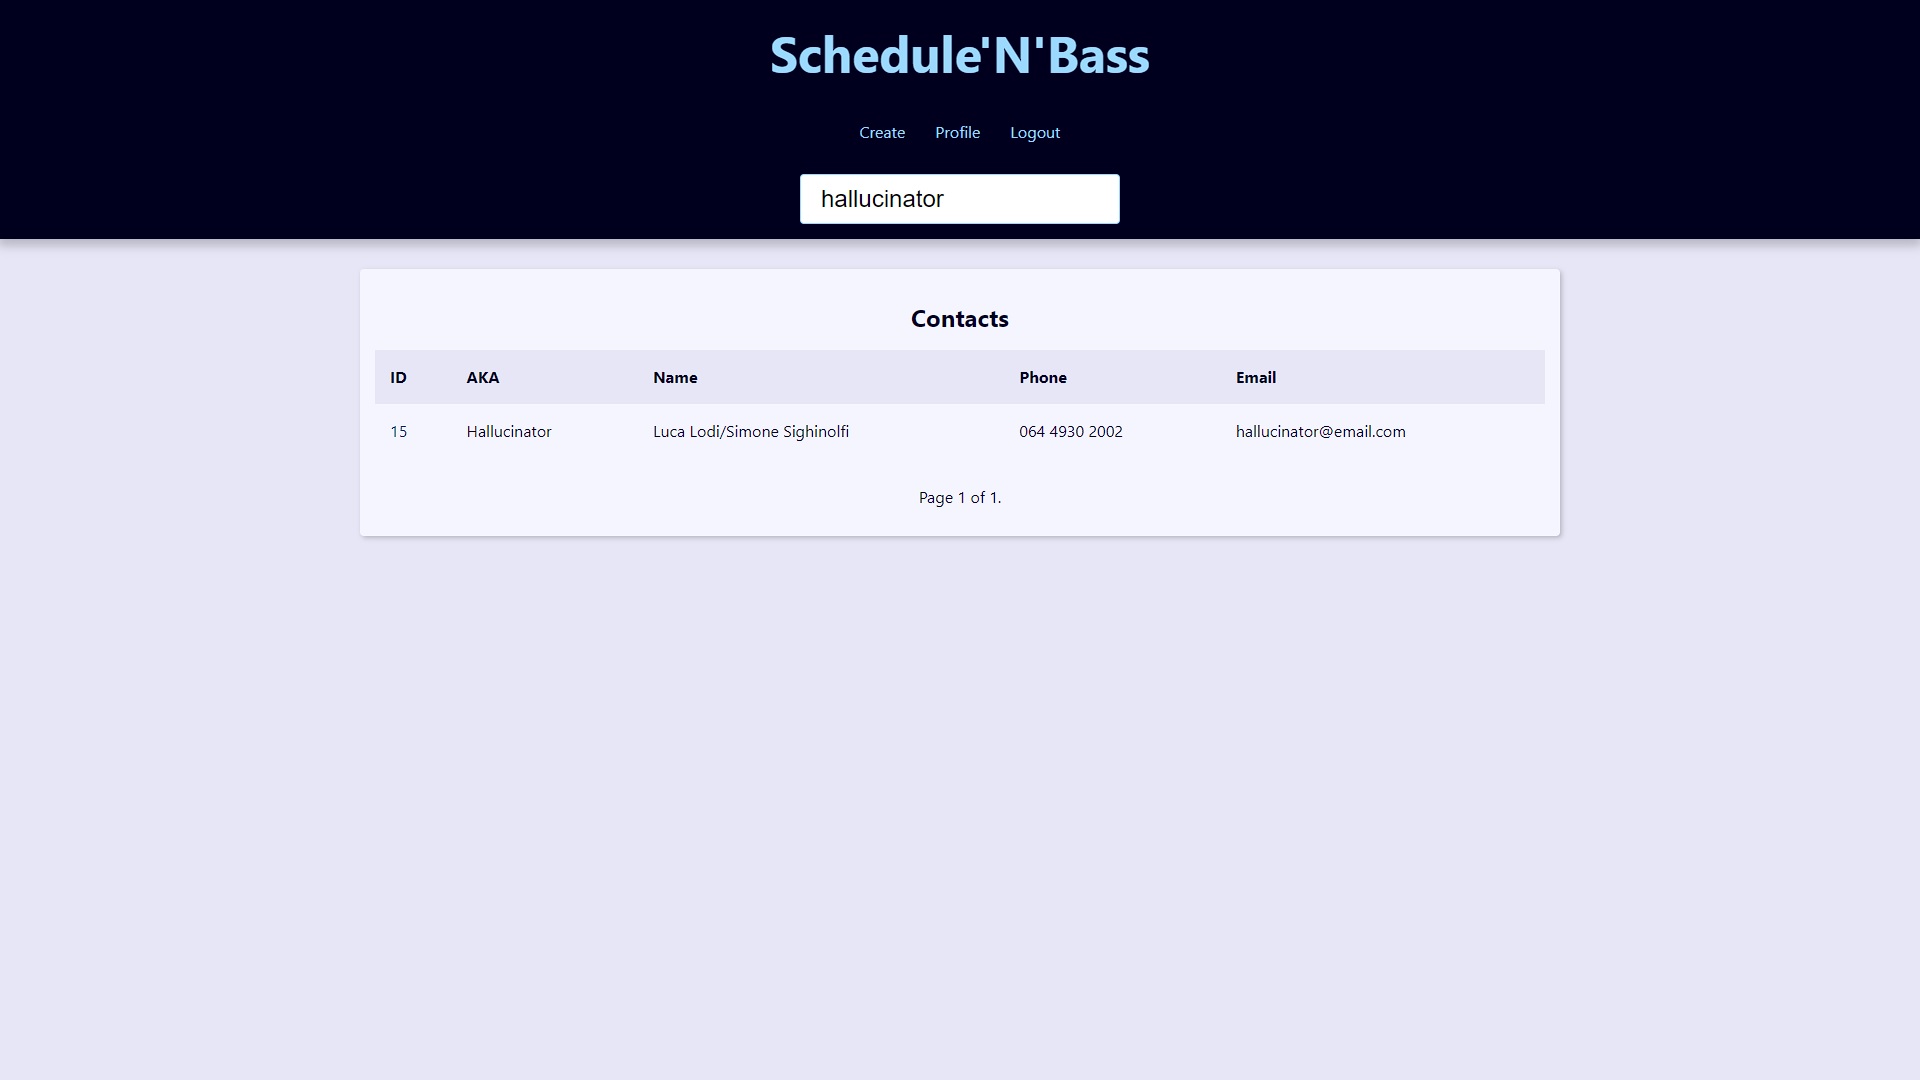 Schedule'N'Bass
Create Profile Logout
hallucinator
Contacts
ID AKA Name Phone Email
15 Hallucinator Luca Lodi/Simone Sighinolfi 064 4930 2002 hallucinator@email.com
Page 1 of 1.